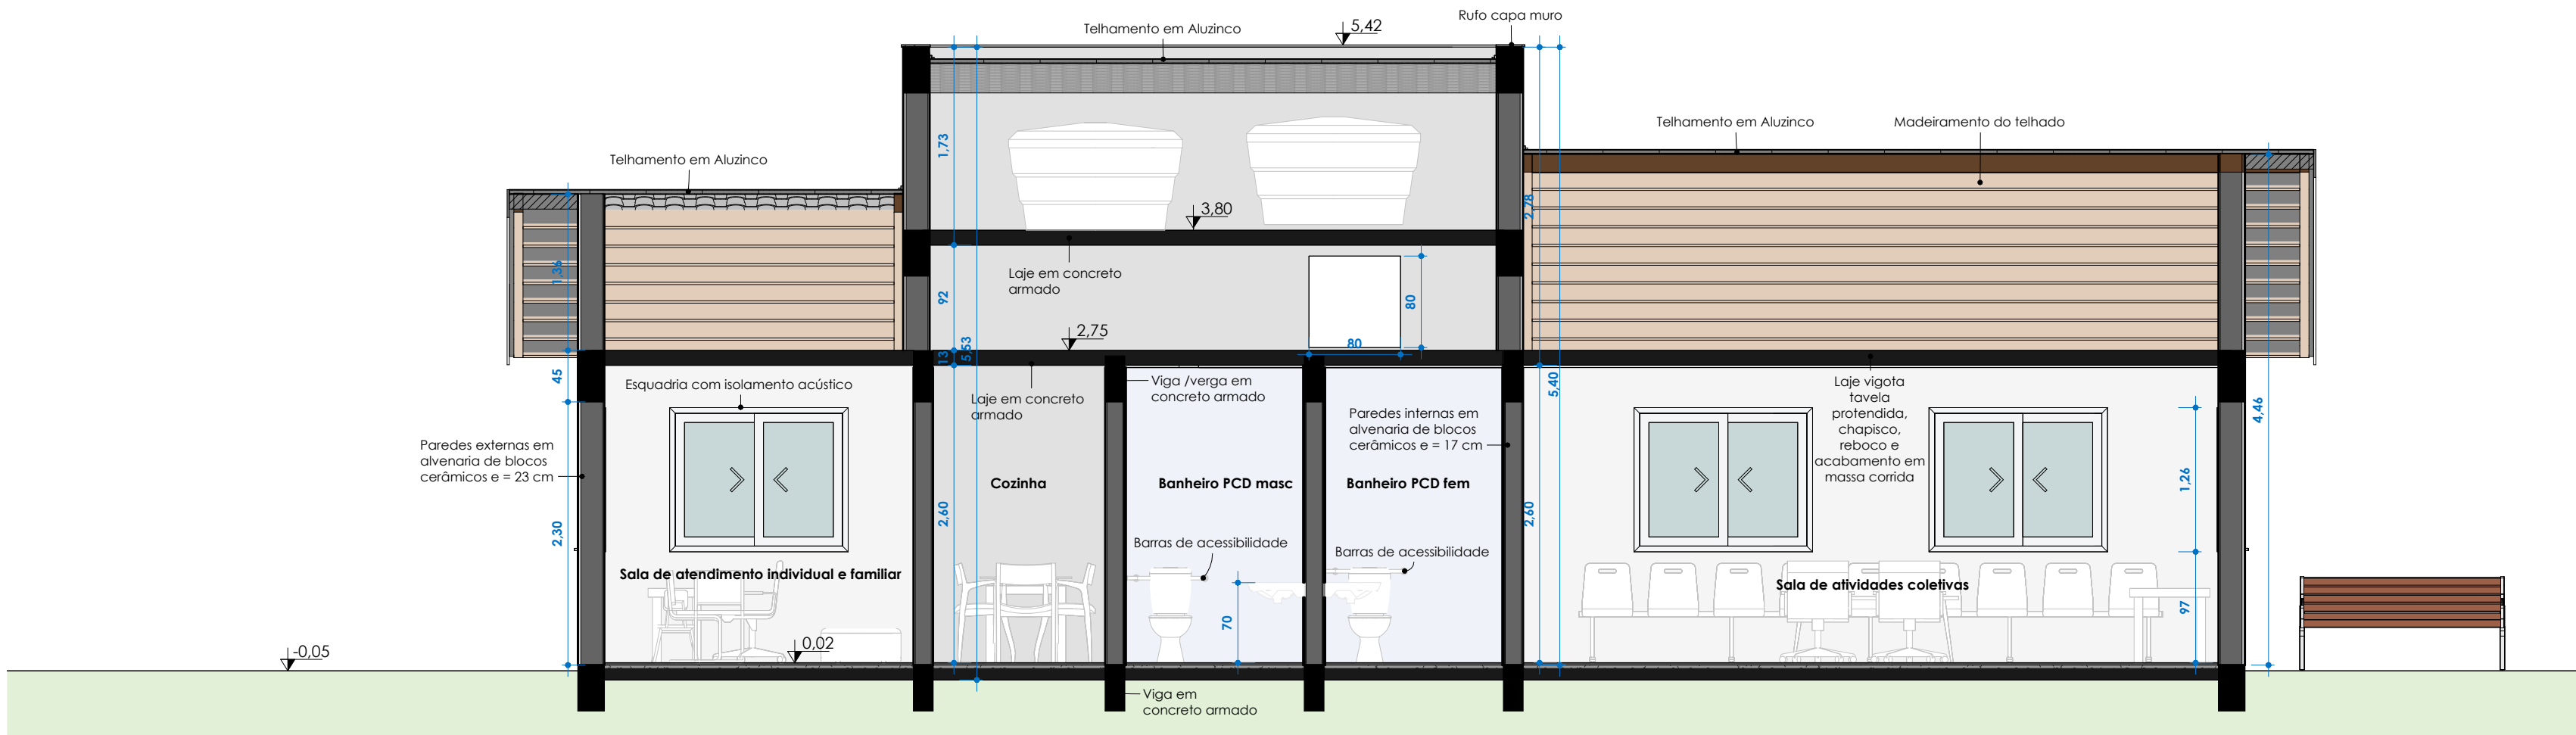 Rufo capa muro
Telhamento em Aluzinco
5,42
Telhamento em Aluzinco
Madeiramento do telhado
Telhamento em Aluzinco
1,73
3,80
2,78
1,36
Laje em concreto
armado
92
80
80
2,75
13
5,53
45
Esquadria com isolamento acústico
Laje em concreto
armado
Viga /verga em
concreto armado
5,40
Laje vigota
tavela
protendida,
chapisco,
reboco e
acabamento em
massa corrida
4,46
Paredes internas em
alvenaria de blocos
cerâmicos e = 17 cm
Paredes externas em
alvenaria de blocos
cerâmicos e = 23 cm
Cozinha
Banheiro PCD masc
Banheiro PCD fem
1,26
2,30
2,60
2,60
Barras de acessibilidade
Barras de acessibilidade
Sala de atendimento individual e familiar
Sala de atividades coletivas
70
97
-0,05
0,02
Viga em
concreto armado